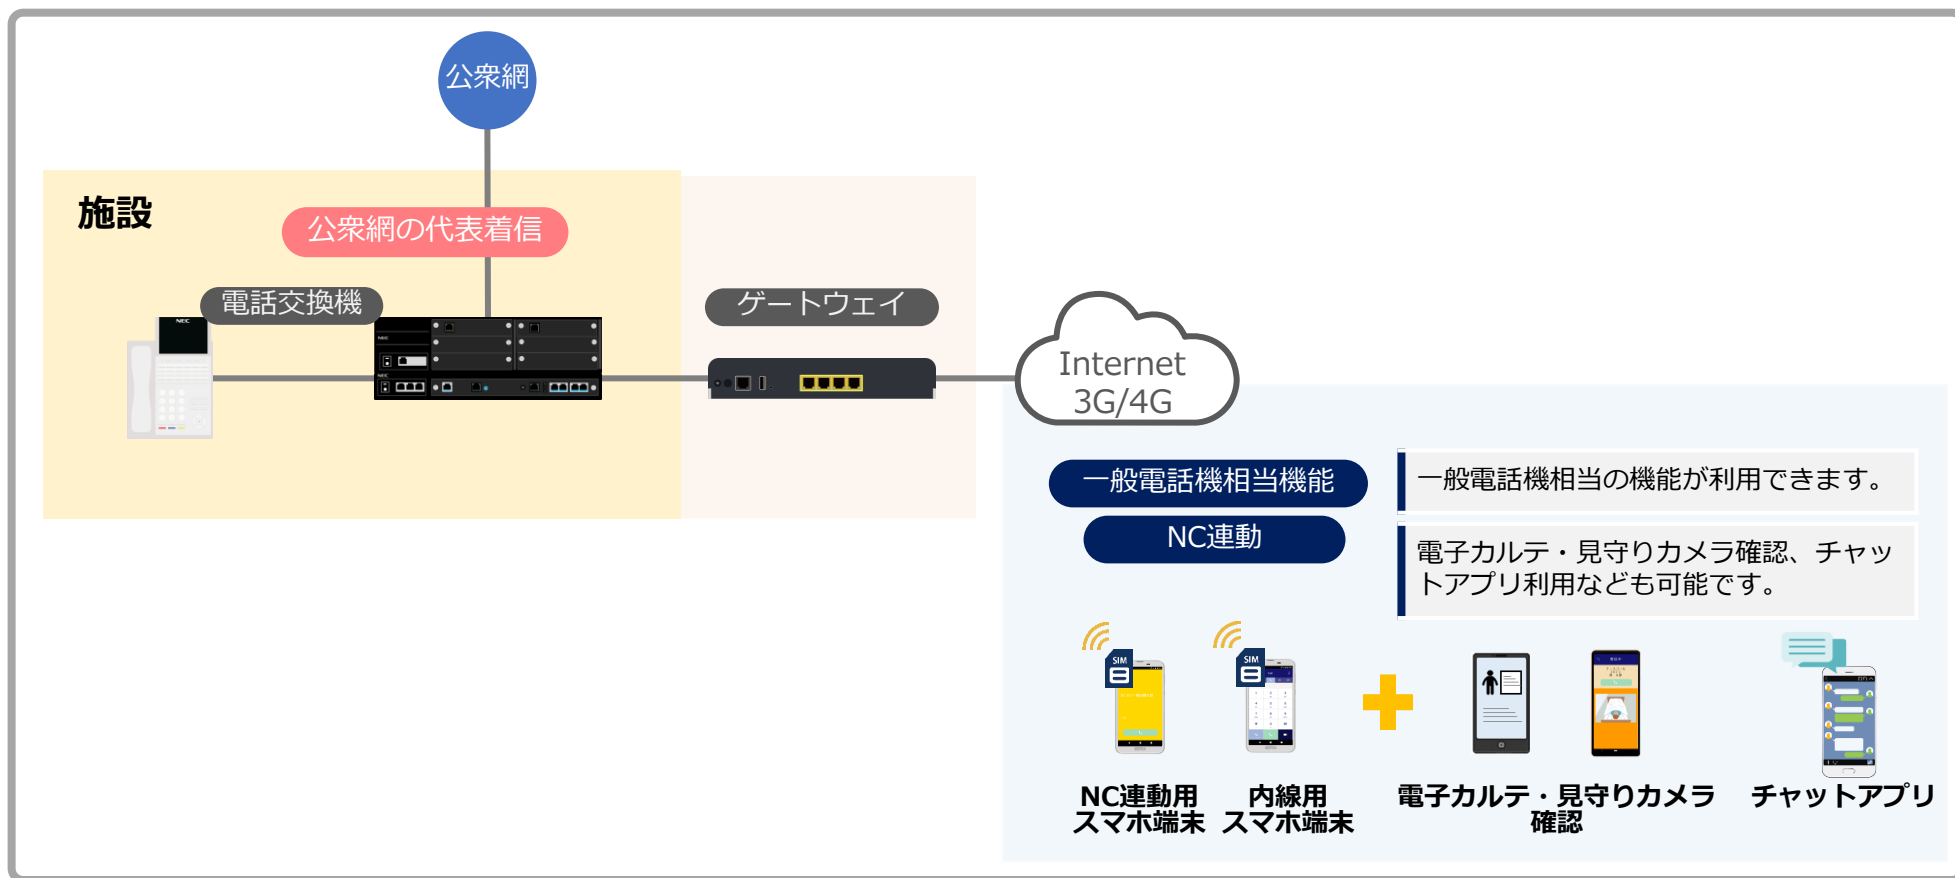 公衆網
施設
公衆網の代表着信
電話交換機
ゲートウェイ
NEC
NEC
NEC
Internet
3G/4G
一般電話機相当機能
一般電話機相当の機能が利用できます。
NC連動
電子カルテ・見守りカメラ確認、チャッ
トアプリ利用なども可能です。
SIM
SIM
NC連動用
スマホ端末
内線用
スマホ端末
電子カルテ・見守りカメラ
確認
チャットアプリ